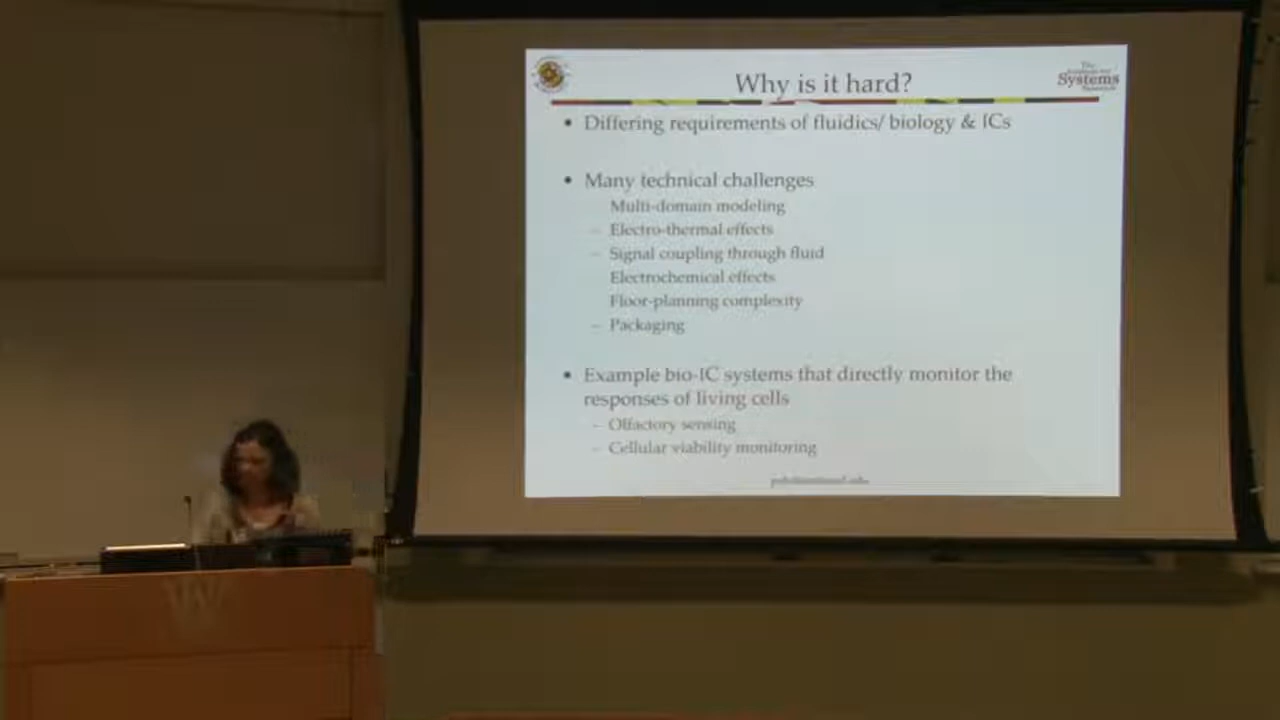 Why is it hard?
The
Systems
• Differing requirements of fluidics/ biology & ICs
• Many technical challenges
Multi-domain modeling
– Electro-thermal effects
– Signal coupling through fluid
Electrochemical effects
Floor-planning complexity
– Packaging
• Example bio-IC systems that directly monitor the
responses of living cells
– Olfactory sensing
– Cellular viability monitoring
W